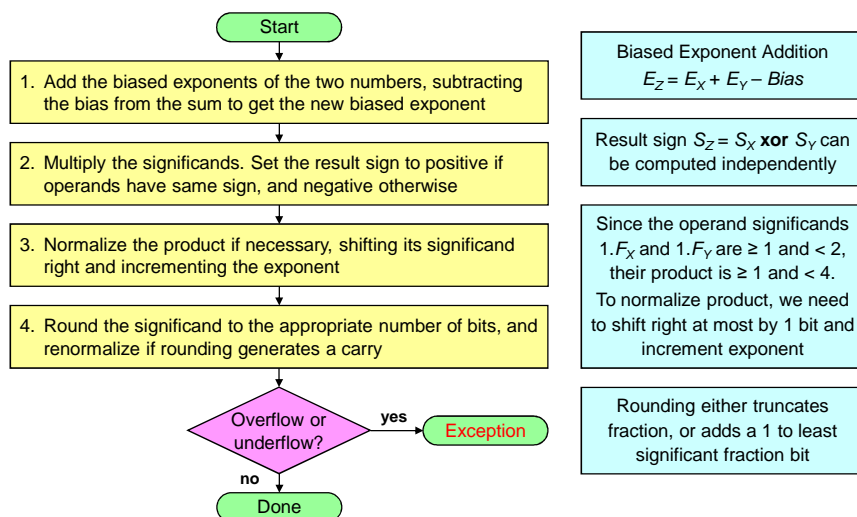 Start
1. Add the biased exponents of the two numbers, subtracting
the bias from the sum to get the new biased exponent
2. Multiply the significands. Set the result sign to positive if
operands have same sign, and negative otherwise
3. Normalize the product if necessary, shifting its significand
right and incrementing the exponent
4. Round the significand to the appropriate number of bits, and
renormalize if rounding generates a carry
Overflow or
underflow?
yes
Exception
no
Done
Biased Exponent Addition
E_Z = E_X + E_Y – Bias
Result sign S_Z = S_X xor S_Y can
be computed independently
Since the operand significands
1.F_X and 1.F_Y are ≥ 1 and < 2,
their product is ≥ 1 and < 4.
To normalize product, we need
to shift right at most by 1 bit and
increment exponent
Rounding either truncates
fraction, or adds a 1 to least
significant fraction bit